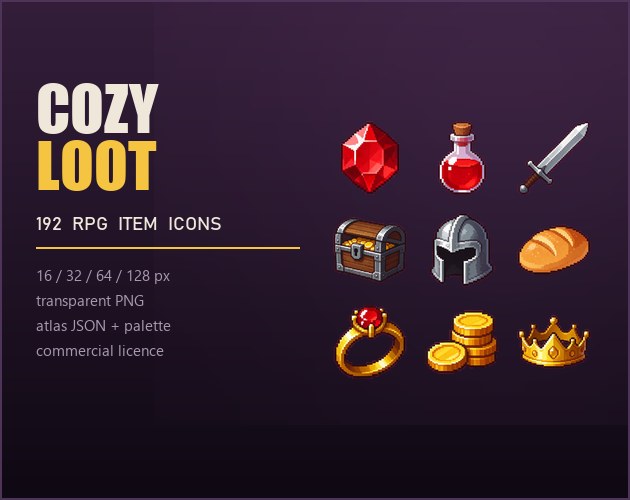 COZY
LOOT
192 RPG ITEM ICONS
16 / 32 / 64 / 128 px
transparent PNG
atlas JSON + palette
commercial licence